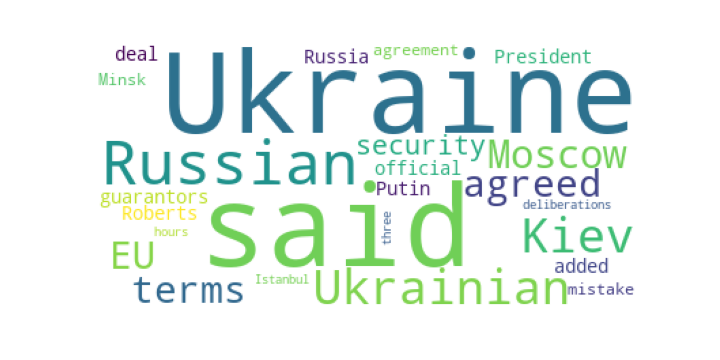 deal
Russia
agreement
President
Minsk
Ukraine
Russian
security
Moscow
official
guarantors
Putin
agreed
Roberts
said
three
deliberations
hours
Kiev
EU
added
terms
Istanbul
Ukrainian
mistake